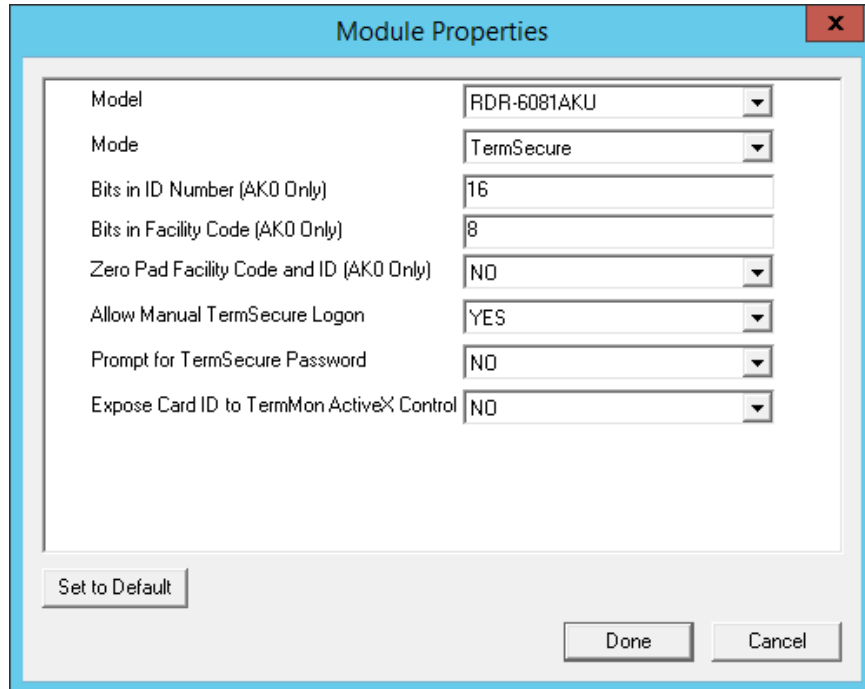 Module Properties
x
Model RDR-6081AKU
Mode TermSecure
Bits in ID Number (AK0 Only) 16
Bits in Facility Code (AK0 Only) 8
Zero Pad Facility Code and ID (AK0 Only) NO
Allow Manual TermSecure Logon YES
Prompt for TermSecure Password NO
Expose Card ID to TermMon ActiveX Control NO
Set to Default
Done Cancel